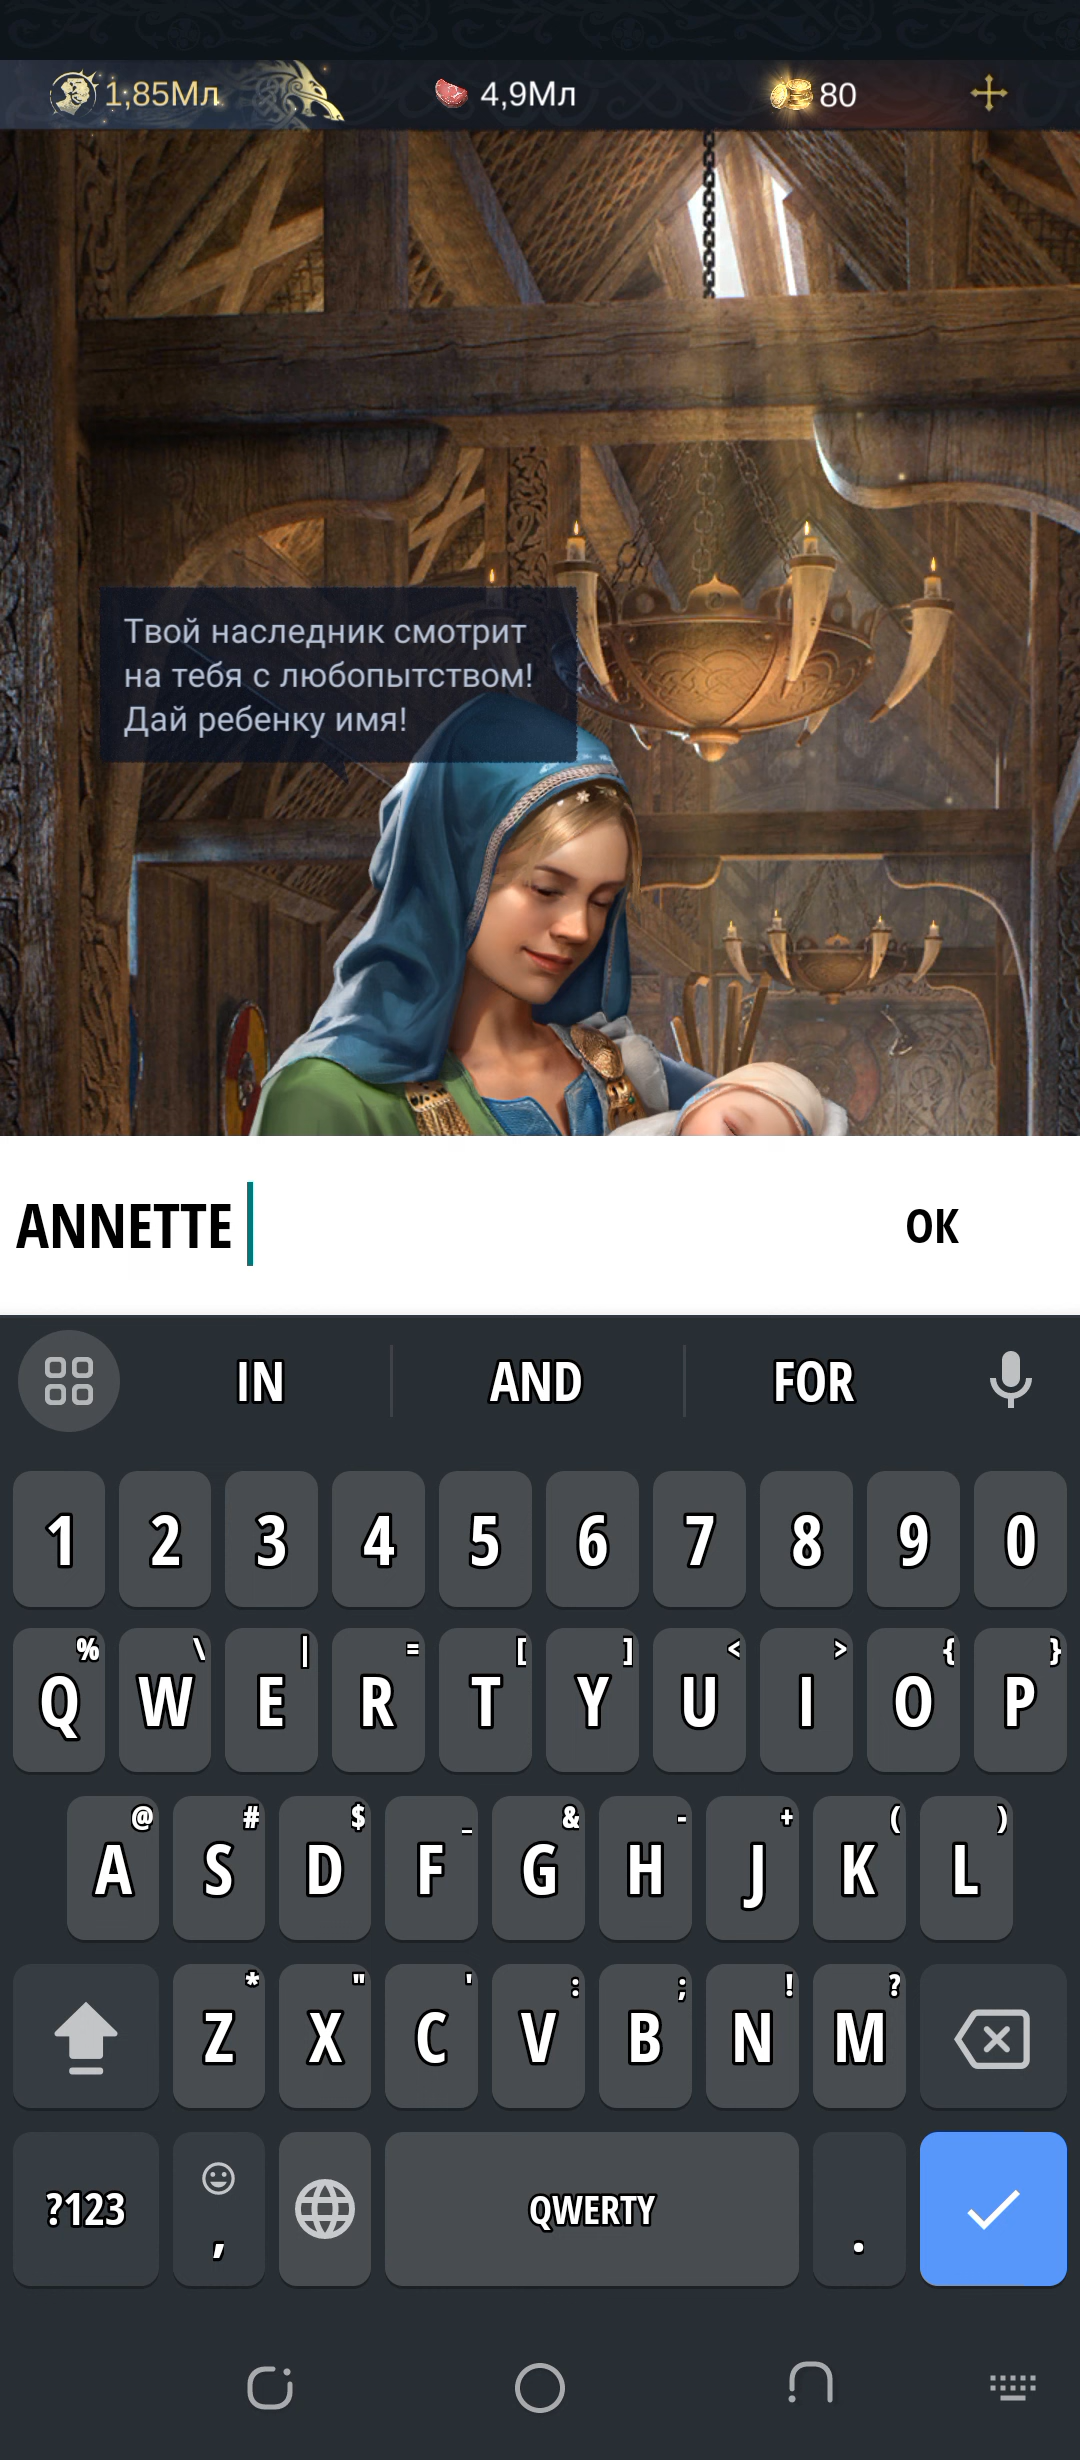 1,85Мл 4,9Мл 80
Твой наследник смотрит
на тебя с любопытством!
Дай ребенку имя!
ANNETTE OK
IN AND FOR
1 2 3 4 5 6 7 8 9 0
% \ | = [ ] < > { }
Q W E R T Y U I O P
@ # $ _ & - + ( )
A S D F G H J K L
* " ' : ; ! ?
Z X C V B N M
?123 , QWERTY .